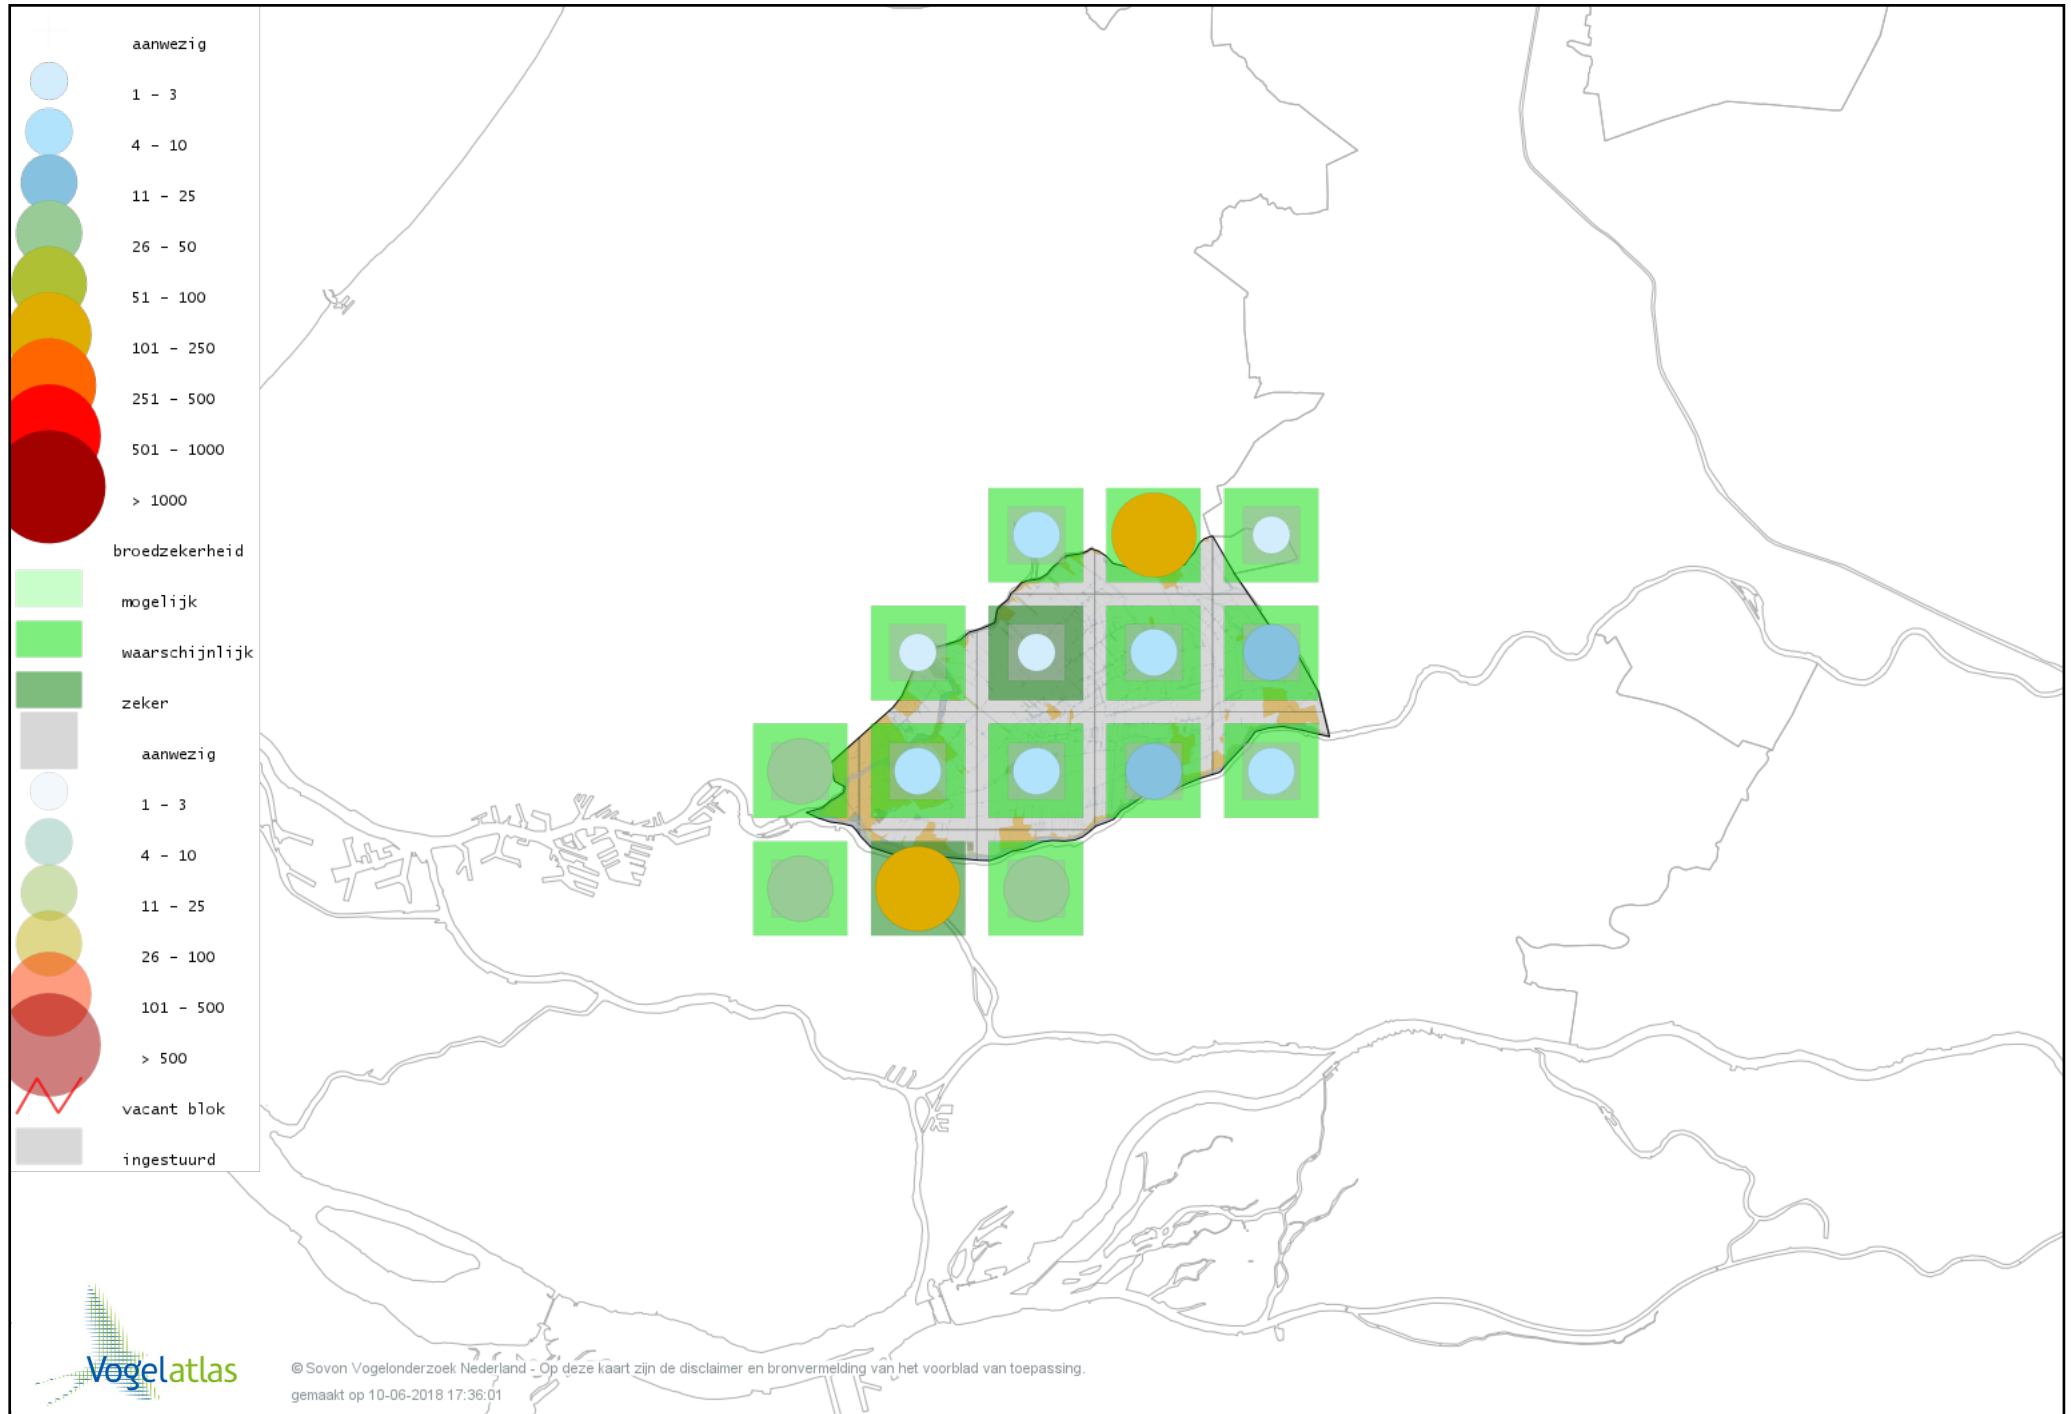 aanwezig
1 - 3
4 - 10
11 - 25
26 - 50
51 - 100
101 - 250
251 - 500
501 - 1000
> 1000
broedzekerheid
mogelijk
waarschijnlijk
zeker
aanwezig
1 - 3
4 - 10
11 - 25
26 - 100
101 - 500
> 500
vacant blok
ingestuurd
Vogelatlas
© Sovon Vogelonderzoek Nederland - Op deze kaart zijn de disclaimer en bronvermelding van het voorblad van toepassing.
gemaakt op 10-06-2018 17:36:01